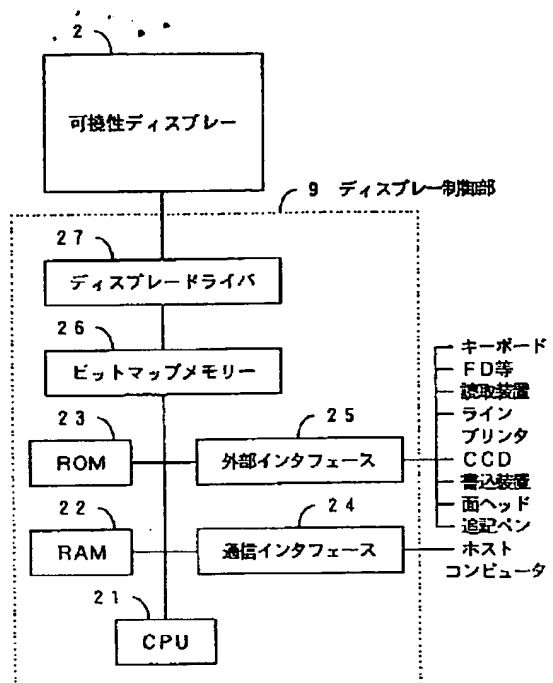 2
可撓性ディスプレー
9 ディスプレー制御部
27
ディスプレードライバ
26
ビットマップメモリー
23
ROM
25
外部インタフェース
22
RAM
24
通信インタフェース
21
CPU
キーボード
FD等
読取装置
ライン
プリンタ
CCD
書込装置
面ヘッド
追記ペン
ホスト
コンピュータ